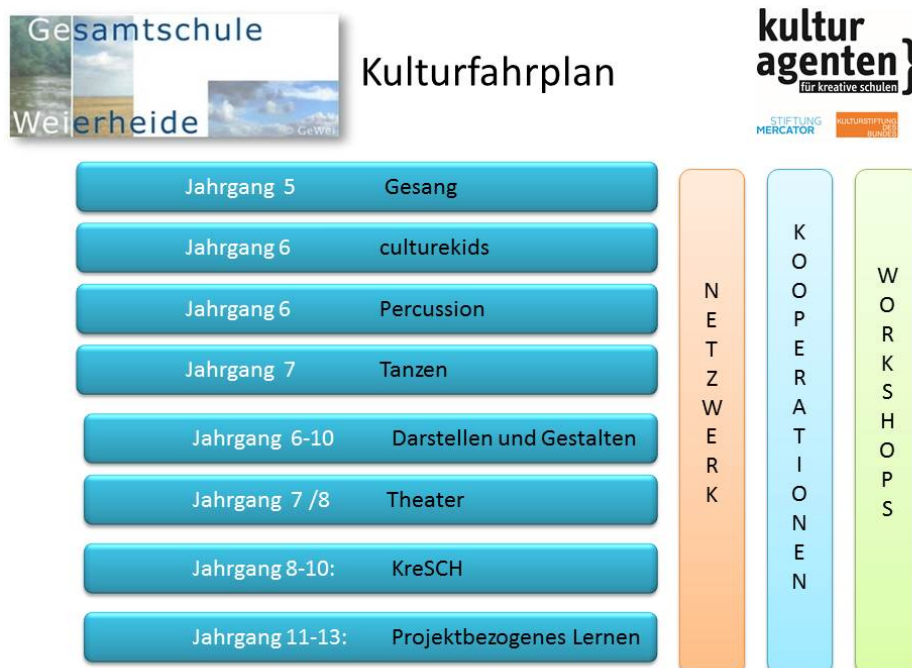 Gesamtschule
Weierheide
© GeWei
Kulturfahrplan
kultur
agenten
für kreative schulen
STIFTUNG
MERCATOR
KULTURSTIFTUNG
DES
BUNDES
Jahrgang 5 Gesang
Jahrgang 6 culturekids
Jahrgang 6 Percussion
Jahrgang 7 Tanzen
Jahrgang 6-10 Darstellen und Gestalten
Jahrgang 7 /8 Theater
Jahrgang 8-10: KreSCH
Jahrgang 11-13: Projektbezogenes Lernen
NETZWERK
KOOPERATIONEN
WORKSHOPS